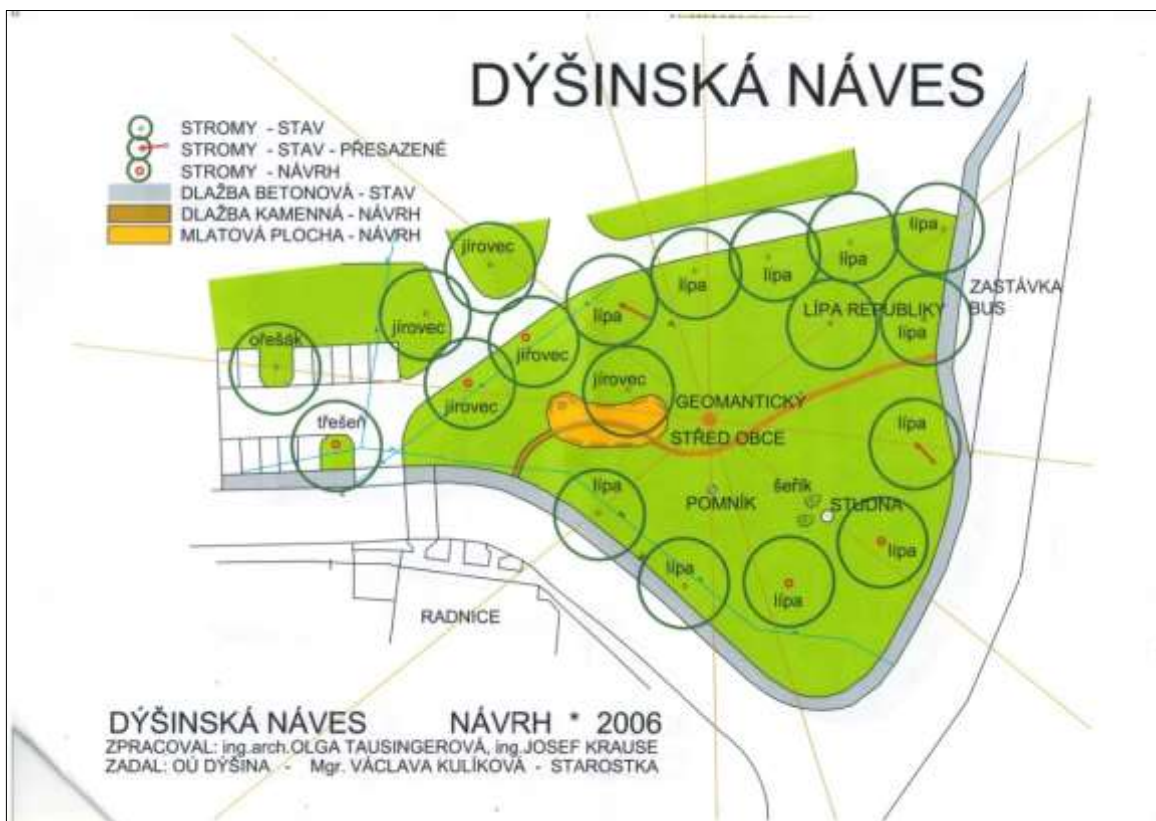 DÝŠINSKÁ NÁVES
STROMY - STAV
STROMY - STAV - PŘESAZENÉ
STROMY - NÁVRH
DLAŽBA BETONOVÁ - STAV
DLAŽBA KAMENNÁ - NÁVRH
MLATOVÁ PLOCHA - NÁVRH
jírovec
lípa
lípa
lípa
lípa
lípa
jírovec
jírovec
LÍPA REPUBLIKY
lípa
ZASTÁVKA
BUS
ořešák
jírovec
jírovec
GEOMANTICKÝ
STŘED OBCE
třešeň
lípa
lípa
POMNÍK
šeřík
STUDNA
lípa
lípa
lípa
RADNICE
DÝŠINSKÁ NÁVES NÁVRH * 2006
ZPRACOVAL: ing.arch.OLGA TAUSINGEROVÁ, ing.JOSEF KRAUSE
ZADAL: OÚ DÝŠINA - Mgr. VÁCLAVA KULÍKOVÁ - STAROSTKA